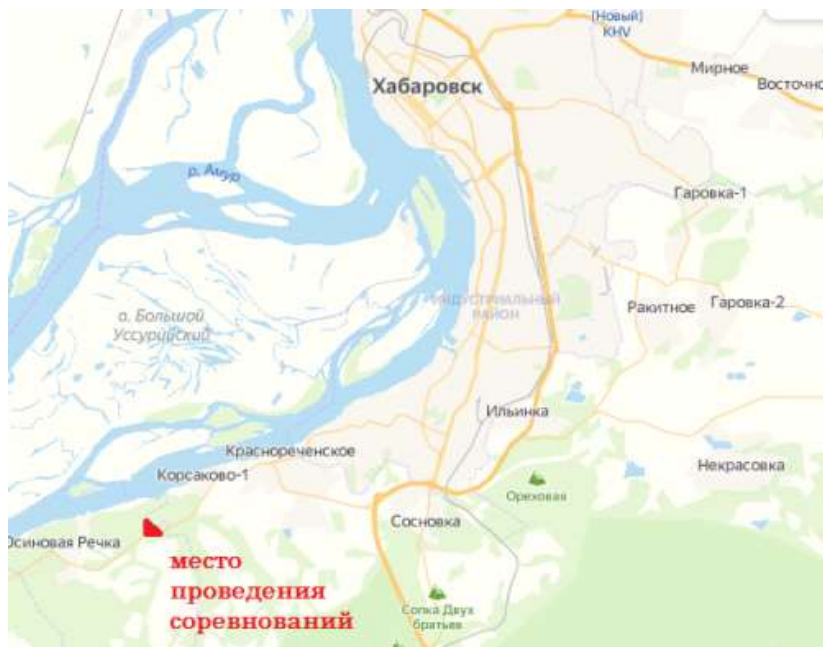 (Новый)
KHV
Мирное
Восточно
Хабаровск
р. Амур
Гаровка-1
ИНДУСТРИАЛЬНЫЙ
РАЙОН
Ракитное
Гаровка-2
о. Большой
Уссурийский
Ильинка
Краснореченское
Корсаково-1
Некрасовка
Ореховая
Сосновка
Осиновая Речка
место
проведения
соревнований
Сопка Двух
братьев